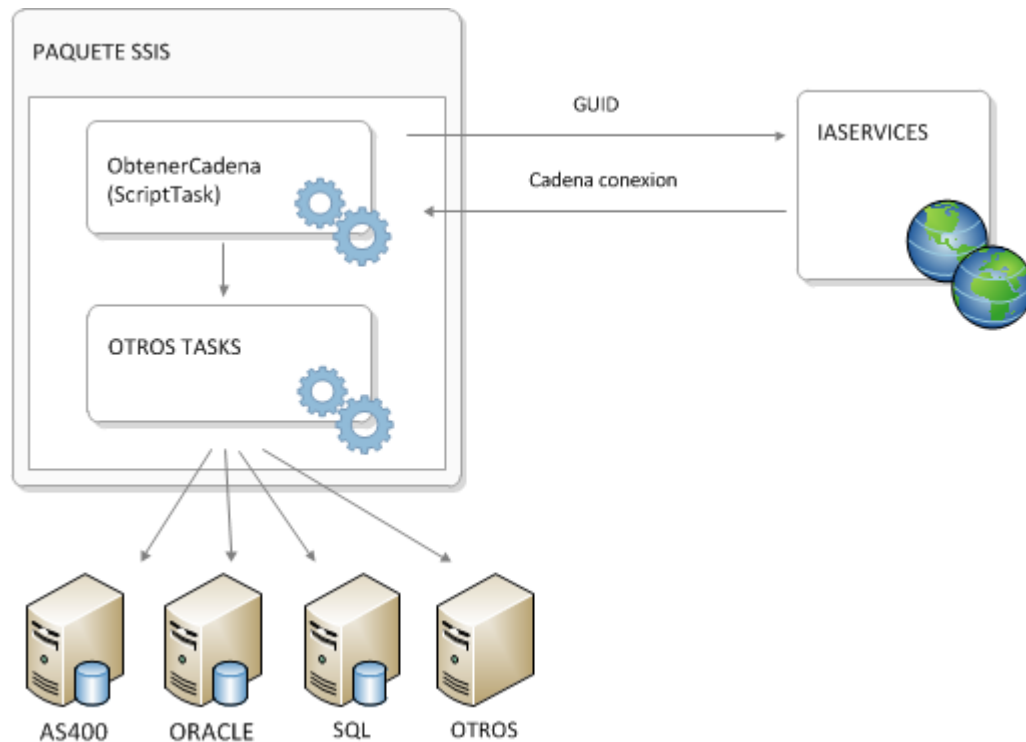 PAQUETE SSIS
ObtenerCadena
(ScriptTask)
OTROS TASKS
GUID
Cadena conexion
IASERVICES
AS400
ORACLE
SQL
OTROS